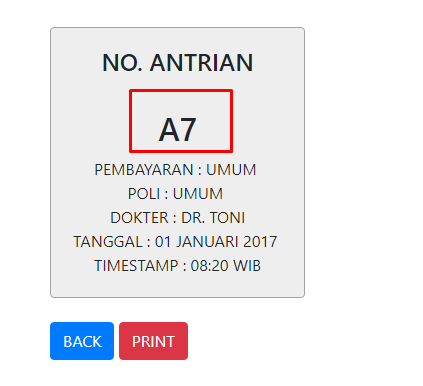 NO. ANTRIAN
A7
PEMBAYARAN : UMUM
POLI : UMUM
DOKTER : DR. TONI
TANGGAL : 01 JANUARI 2017
TIMESTAMP : 08:20 WIB
BACK PRINT